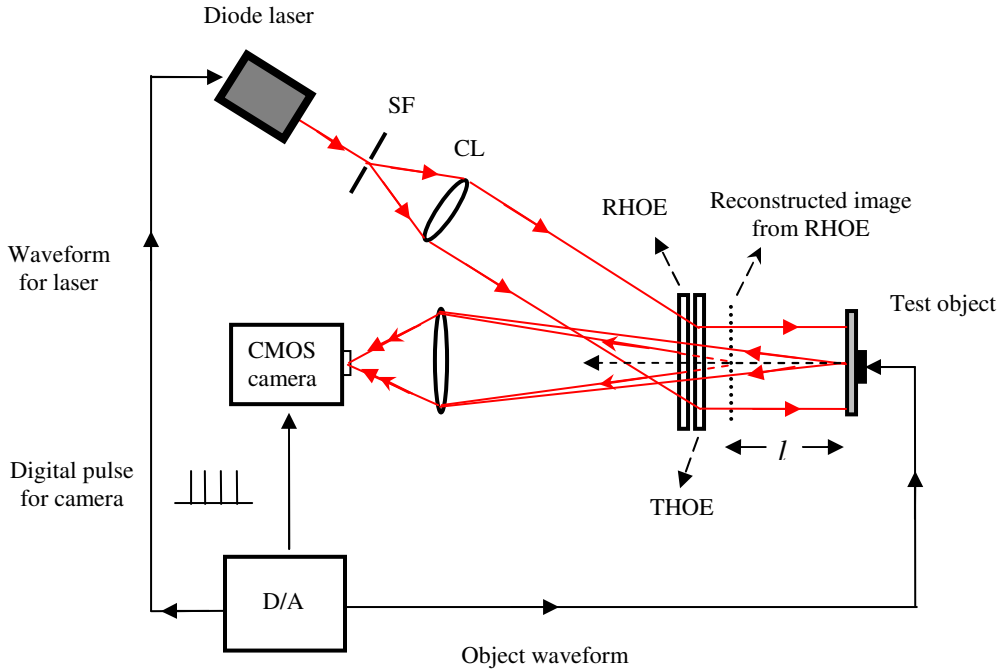 Diode laser
SF
CL
RHOE
Reconstructed image
from RHOE
Waveform
for laser
Test object
CMOS
camera
l
Digital pulse
for camera
THOE
D/A
Object waveform